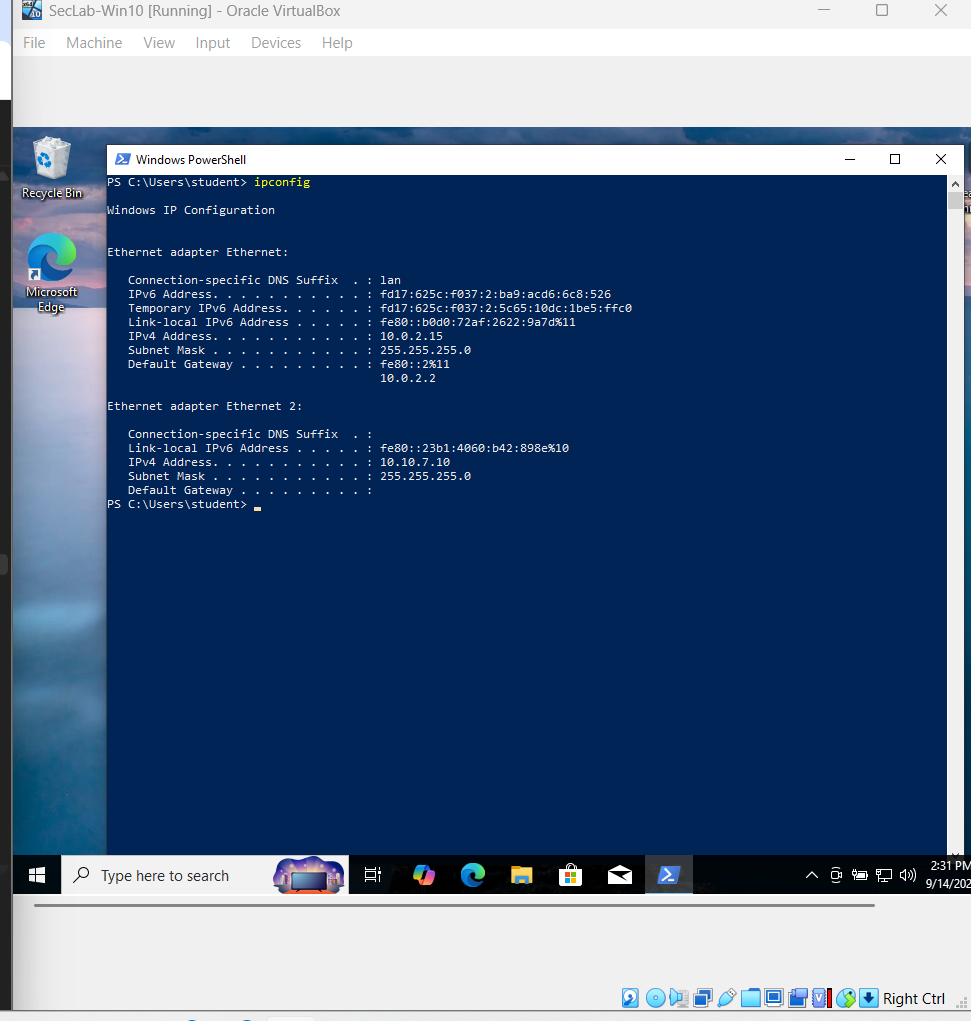 SecLab-Win10 [Running] - Oracle VirtualBox
File Machine View Input Devices Help
Recycle Bin
Microsoft
Edge
Windows PowerShell
PS C:\Users\student> ipconfig
Windows IP Configuration
Ethernet adapter Ethernet:
Connection-specific DNS Suffix . : lan
IPv6 Address. . . . . . . . . . . : fd17:625c:f037:2:ba9:acd6:6c8:526
Temporary IPv6 Address. . . . . . : fd17:625c:f037:2:5c65:10dc:1be5:ffc0
Link-local IPv6 Address . . . . . : fe80::b0d0:72af:2622:9a7d%11
IPv4 Address. . . . . . . . . . . : 10.0.2.15
Subnet Mask . . . . . . . . . . . : 255.255.255.0
Default Gateway . . . . . . . . . : fe80::2%11
10.0.2.2
Ethernet adapter Ethernet 2:
Connection-specific DNS Suffix . :
Link-local IPv6 Address . . . . . : fe80::23b1:4060:b42:898e%10
IPv4 Address. . . . . . . . . . . : 10.10.7.10
Subnet Mask . . . . . . . . . . . : 255.255.255.0
Default Gateway . . . . . . . . . :
PS C:\Users\student>
Type here to search
2:31 PM
9/14/202
Right Ctrl